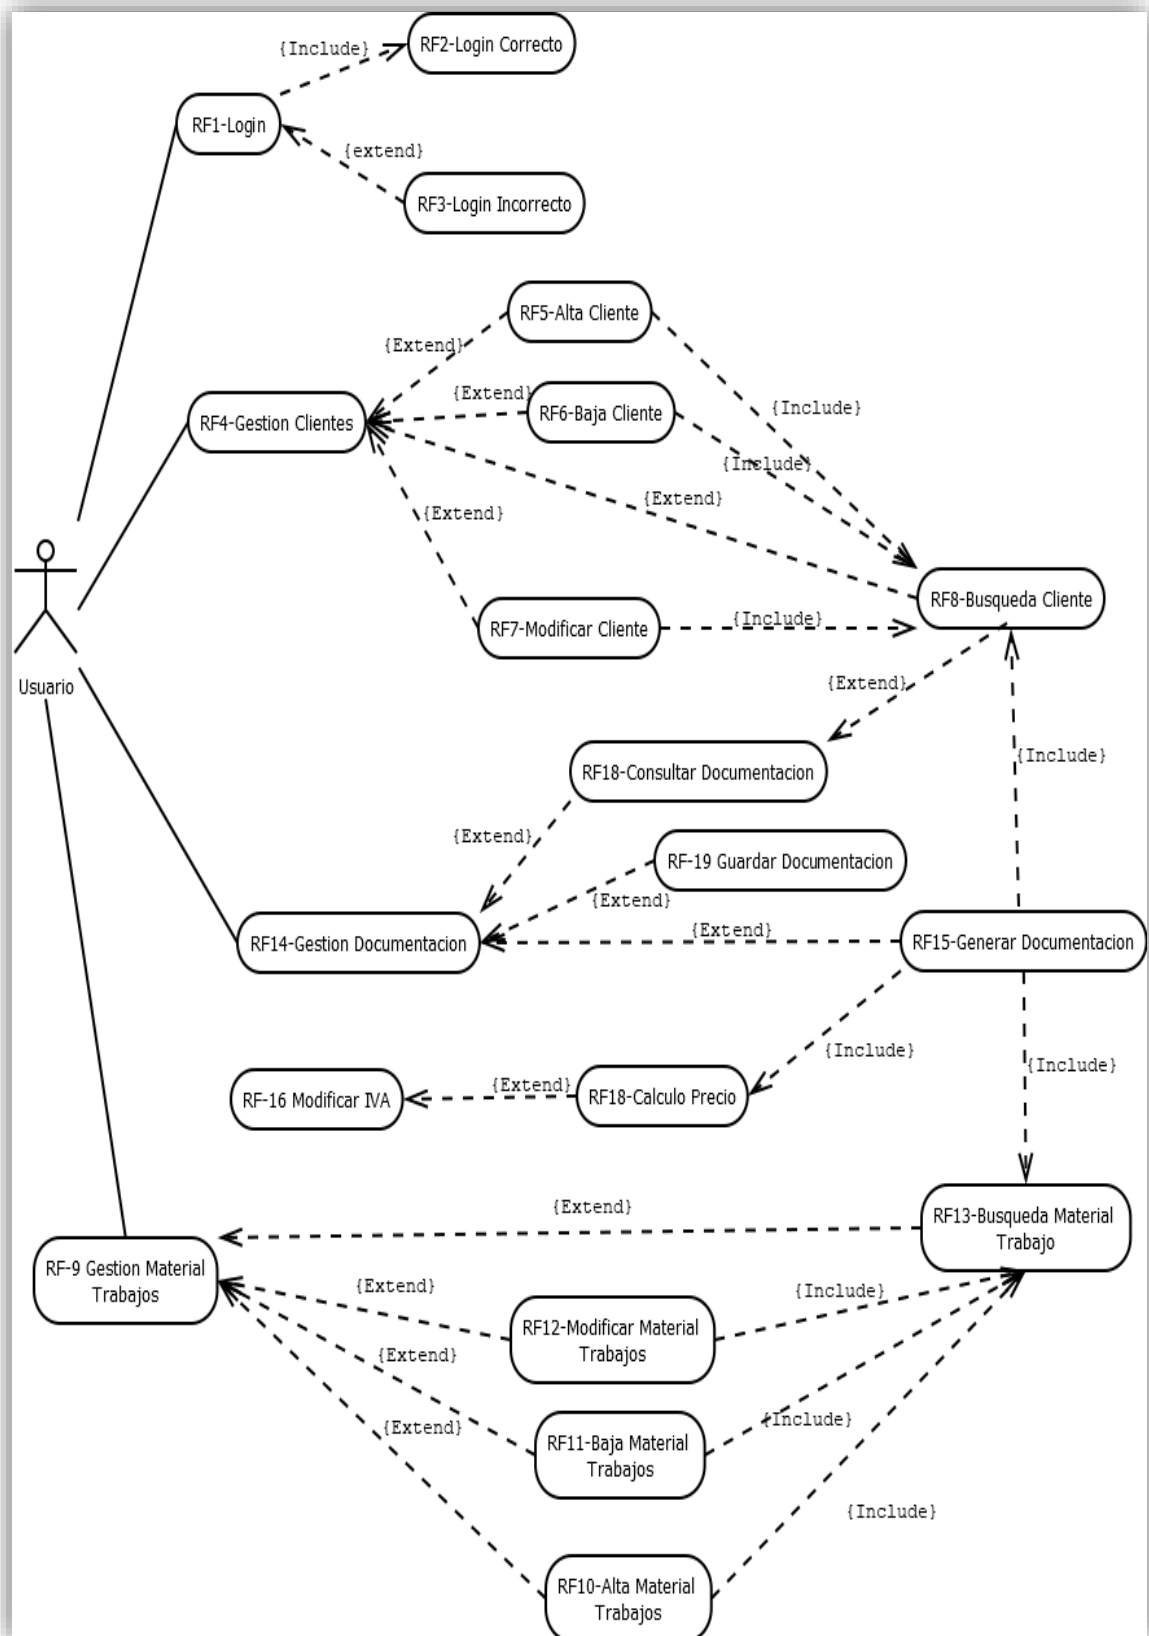 {Include}
RF2-Login Correcto
RF1-Login
{extend}
RF3-Login Incorrecto
RF5-Alta Cliente
{Extend}
{Extend}
RF6-Baja Cliente
{Include}
RF4-Gestion Clientes
{Include}
{Extend}
{Extend}
RF8-Busqueda Cliente
RF7-Modificar Cliente
{Include}
Usuario
{Extend}
{Include}
RF18-Consultar Documentacion
{Extend}
RF-19 Guardar Documentacion
{Extend}
{Extend}
RF14-Gestion Documentacion
RF15-Generar Documentacion
{Include}
{Include}
RF-16 Modificar IVA
{Extend}
RF18-Calculo Precio
{Extend}
RF13-Busqueda Material
Trabajo
RF-9 Gestion Material
Trabajos
{Extend}
{Include}
RF12-Modificar Material
Trabajos
{Extend}
{Extend}
{Include}
RF11-Baja Material
Trabajos
{Include}
RF10-Alta Material
Trabajos